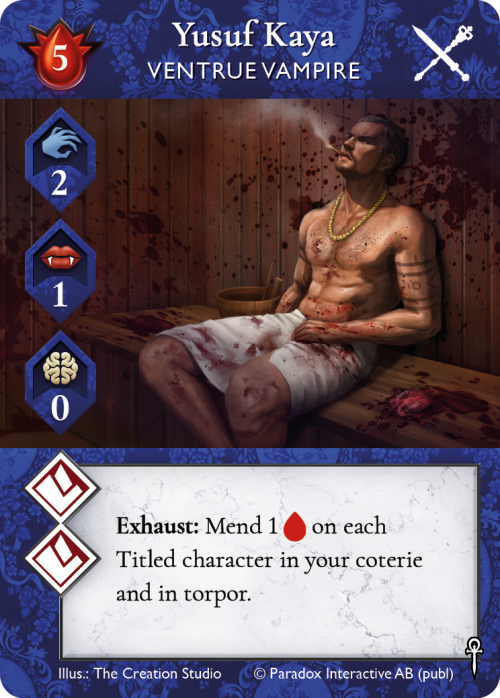 5
Yusuf Kaya
VENTRUE VAMPIRE
2
1
0
Exhaust: Mend 1 on each
Titled character in your coterie
and in torpor.
Illus.: The Creation Studio © Paradox Interactive AB (publ)